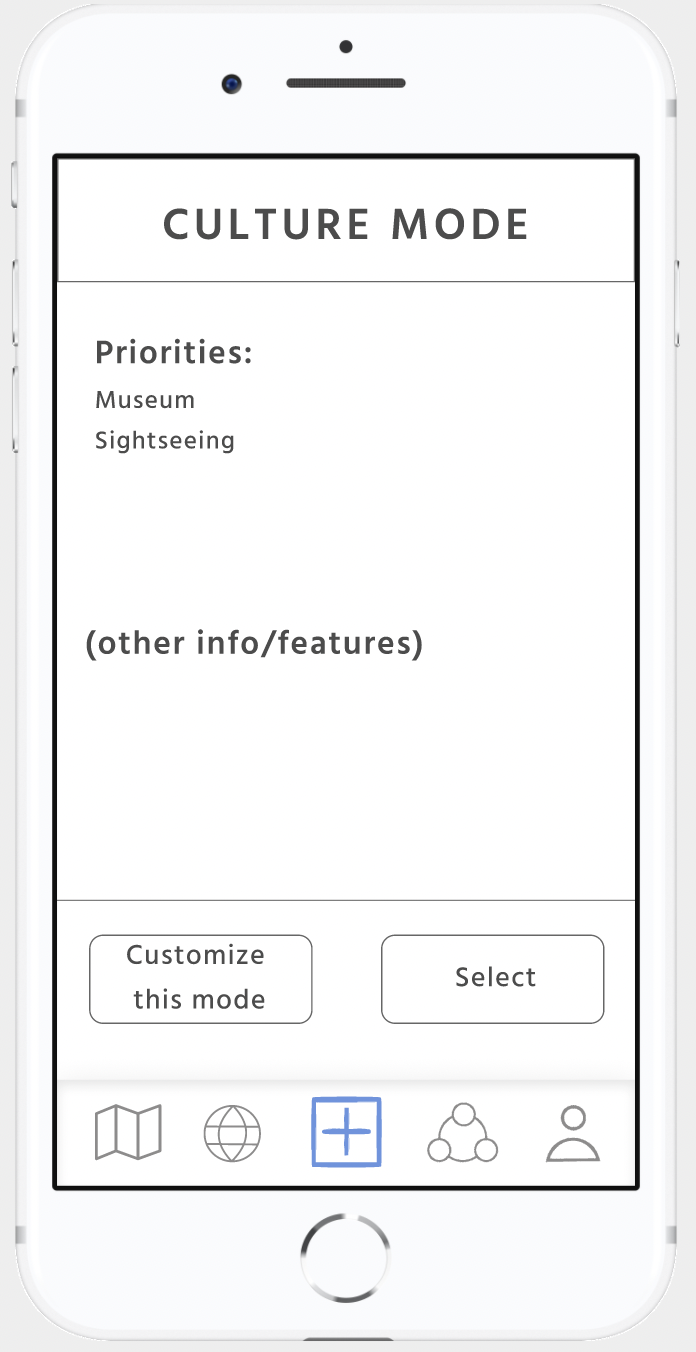 CULTURE MODE
Priorities:
Museum
Sightseeing
(other info/features)
Customize
this mode
Select